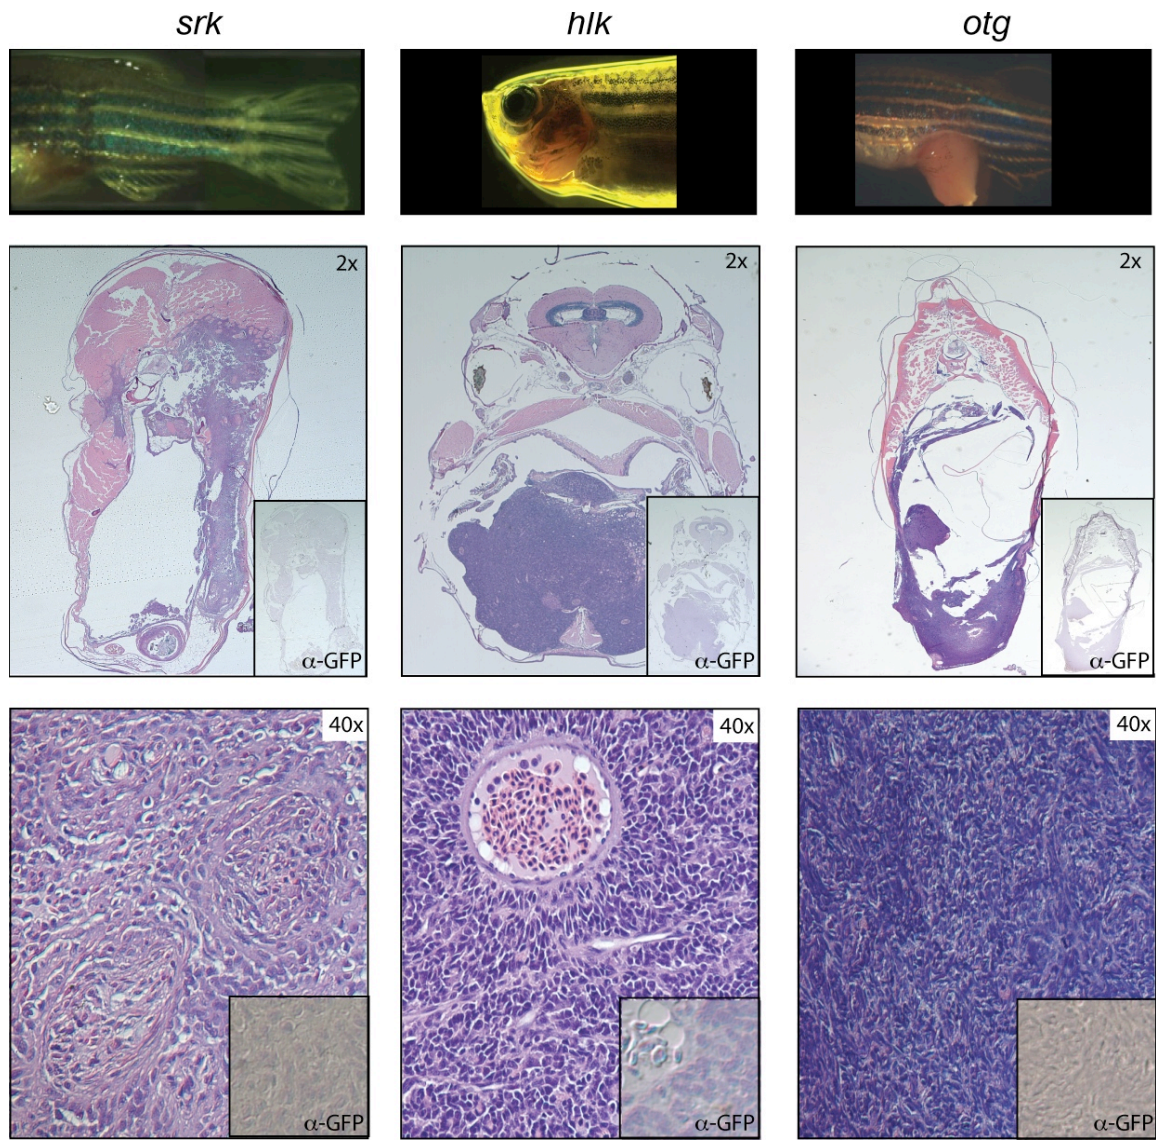 srk hlk otg
2x 2x 2x
α-GFP α-GFP α-GFP
40x 40x 40x
α-GFP α-GFP α-GFP